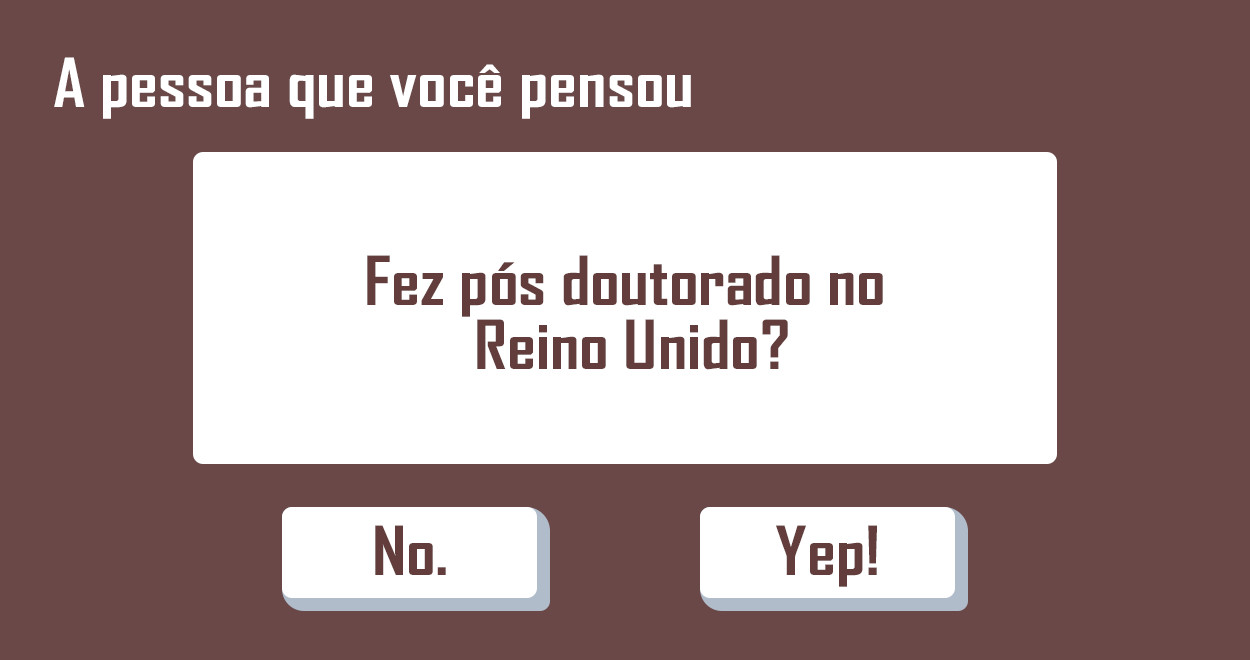 A pessoa que você pensou
Fez pós doutorado no
Reino Unido?
No.
Yep!